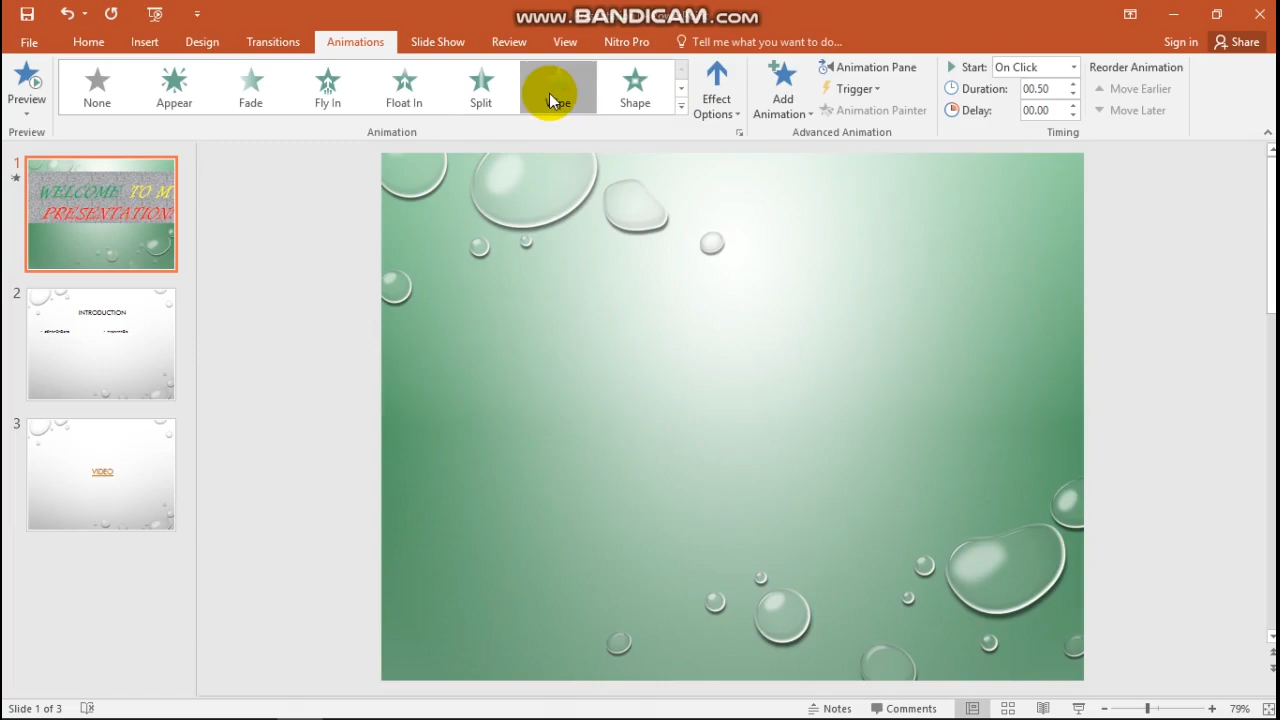 www.BANDICAM.com
File Home Insert Design Transitions Animations Slide Show Review View Nitro Pro Tell me what you want to do... Sign in Share
Preview
None Appear Fade Fly In Float In Split Shape
Effect Options
Add Animation
Animation Pane
Trigger
Animation Painter
Start: On Click
Duration: 00.50
Delay: 00.00
Reorder Animation
Move Earlier
Move Later
Preview Animation Advanced Animation Timing
1
WELCOME TO M
PRESENTATION
2
INTRODUCTION
3
VIDEO
Slide 1 of 3 Notes Comments 79%